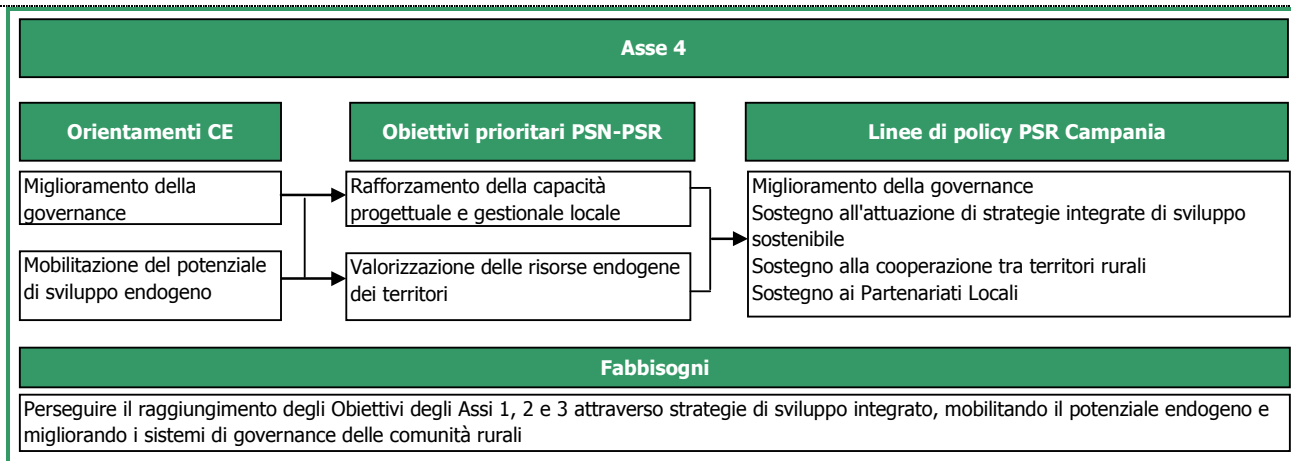 Asse 4
Orientamenti CE
Obiettivi prioritari PSN-PSR
Linee di policy PSR Campania
Miglioramento della
governance
Rafforzamento della capacità
progettuale e gestionale locale
Miglioramento della governance
Sostegno all'attuazione di strategie integrate di sviluppo
sostenibile
Sostegno alla cooperazione tra territori rurali
Sostegno ai Partenariati Locali
Mobilitazione del potenziale
di sviluppo endogeno
Valorizzazione delle risorse endogene
dei territori
Fabbisogni
Perseguire il raggiungimento degli Obiettivi degli Assi 1, 2 e 3 attraverso strategie di sviluppo integrato, mobilitando il potenziale endogeno e
migliorando i sistemi di governance delle comunità rurali